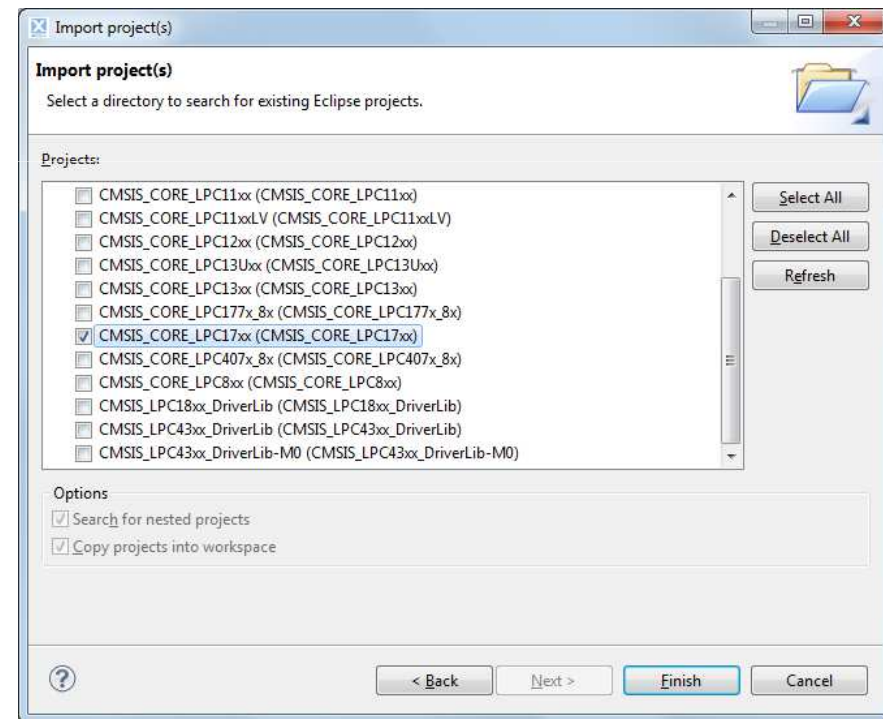 Import project(s)
Import project(s)
Select a directory to search for existing Eclipse projects.
Projects:
CMSIS_CORE_LPC11xx (CMSIS_CORE_LPC11xx)
CMSIS_CORE_LPC11xxLV (CMSIS_CORE_LPC11xxLV)
CMSIS_CORE_LPC12xx (CMSIS_CORE_LPC12xx)
CMSIS_CORE_LPC13Uxx (CMSIS_CORE_LPC13Uxx)
CMSIS_CORE_LPC13xx (CMSIS_CORE_LPC13xx)
CMSIS_CORE_LPC177x_8x (CMSIS_CORE_LPC177x_8x)
CMSIS_CORE_LPC17xx (CMSIS_CORE_LPC17xx)
CMSIS_CORE_LPC407x_8x (CMSIS_CORE_LPC407x_8x)
CMSIS_CORE_LPC8xx (CMSIS_CORE_LPC8xx)
CMSIS_LPC18xx_DriverLib (CMSIS_LPC18xx_DriverLib)
CMSIS_LPC43xx_DriverLib (CMSIS_LPC43xx_DriverLib)
CMSIS_LPC43xx_DriverLib-M0 (CMSIS_LPC43xx_DriverLib-M0)
Select All
Deselect All
Refresh
Options
Search for nested projects
Copy projects into workspace
?
< Back
Next >
Finish
Cancel